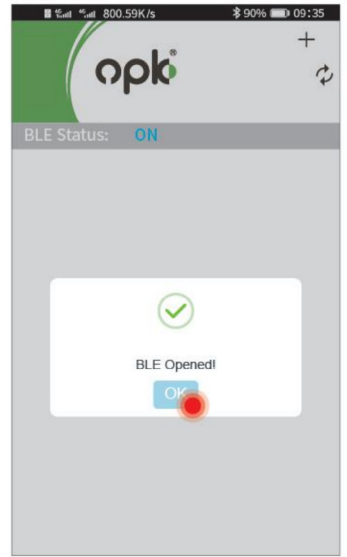 800.59K/s 90% 09:35
opk®
+
BLE Status: ON
BLE Opened!
OK